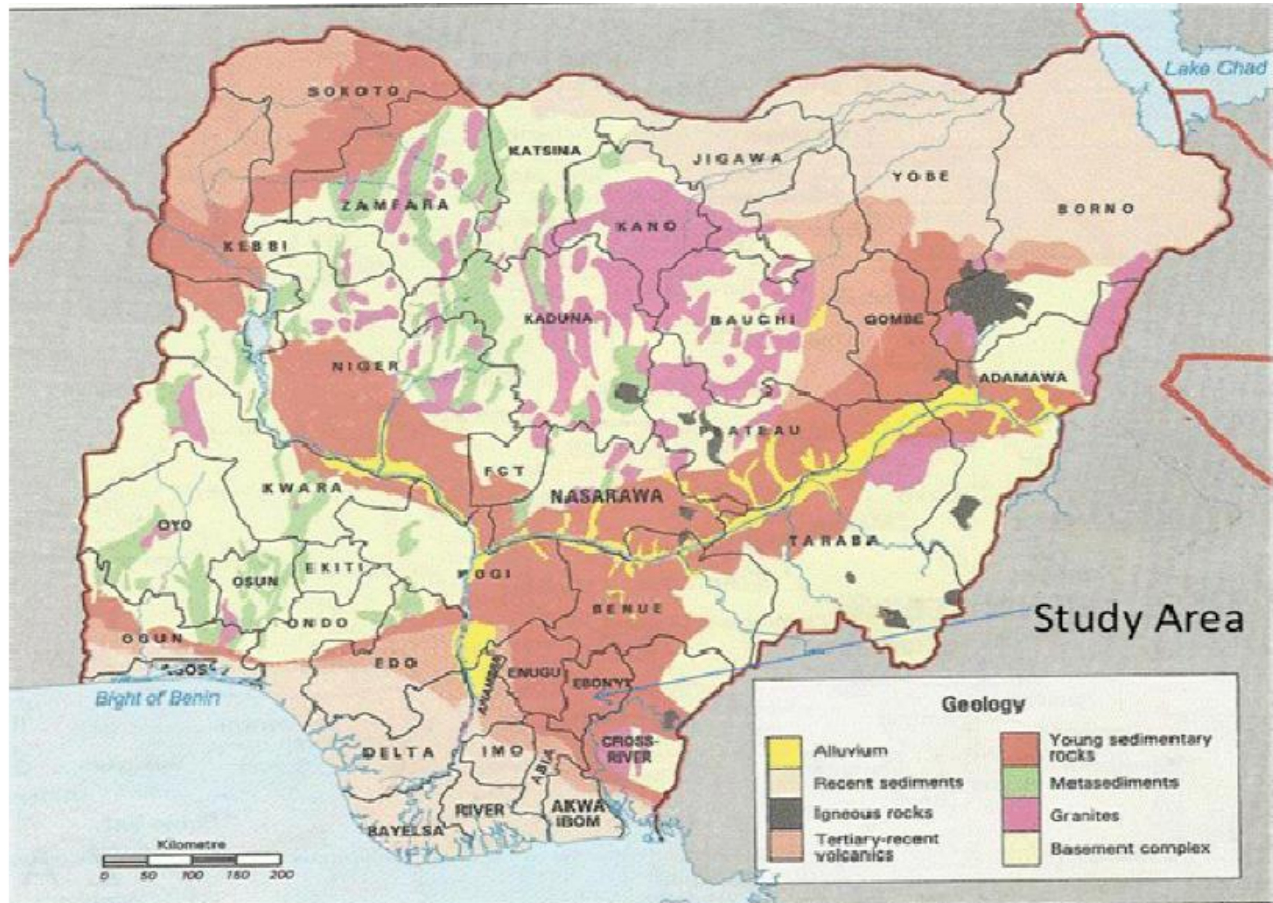 Lake Chad
SOKOTO
KATSINA
JIGAWA
YOBE
BORNO
ZAMFARA
KANO
KEBBI
KADUNA
BAUCHI
GOMBE
NIGER
ADAMAWA
PLATEAU
FCT
KWARA
NASARAWA
OYO
TARABA
OSUN
EKITI
KOGI
BENUE
ONDO
Study Area
OGUN
EDO
ENUGU
EBONYI
ANAMBRA
Bight of Benin
CROSS-
RIVER
DELTA
IMO
ABIA
RIVER
AKWA
IBOM
BAYELSA
Kilometre
0 50 100 150 200
Geology
Alluvium
Recent sediments
Igneous rocks
Tertiary-recent
volcanics
Young sedimentary
rocks
Metasediments
Granites
Basement complex